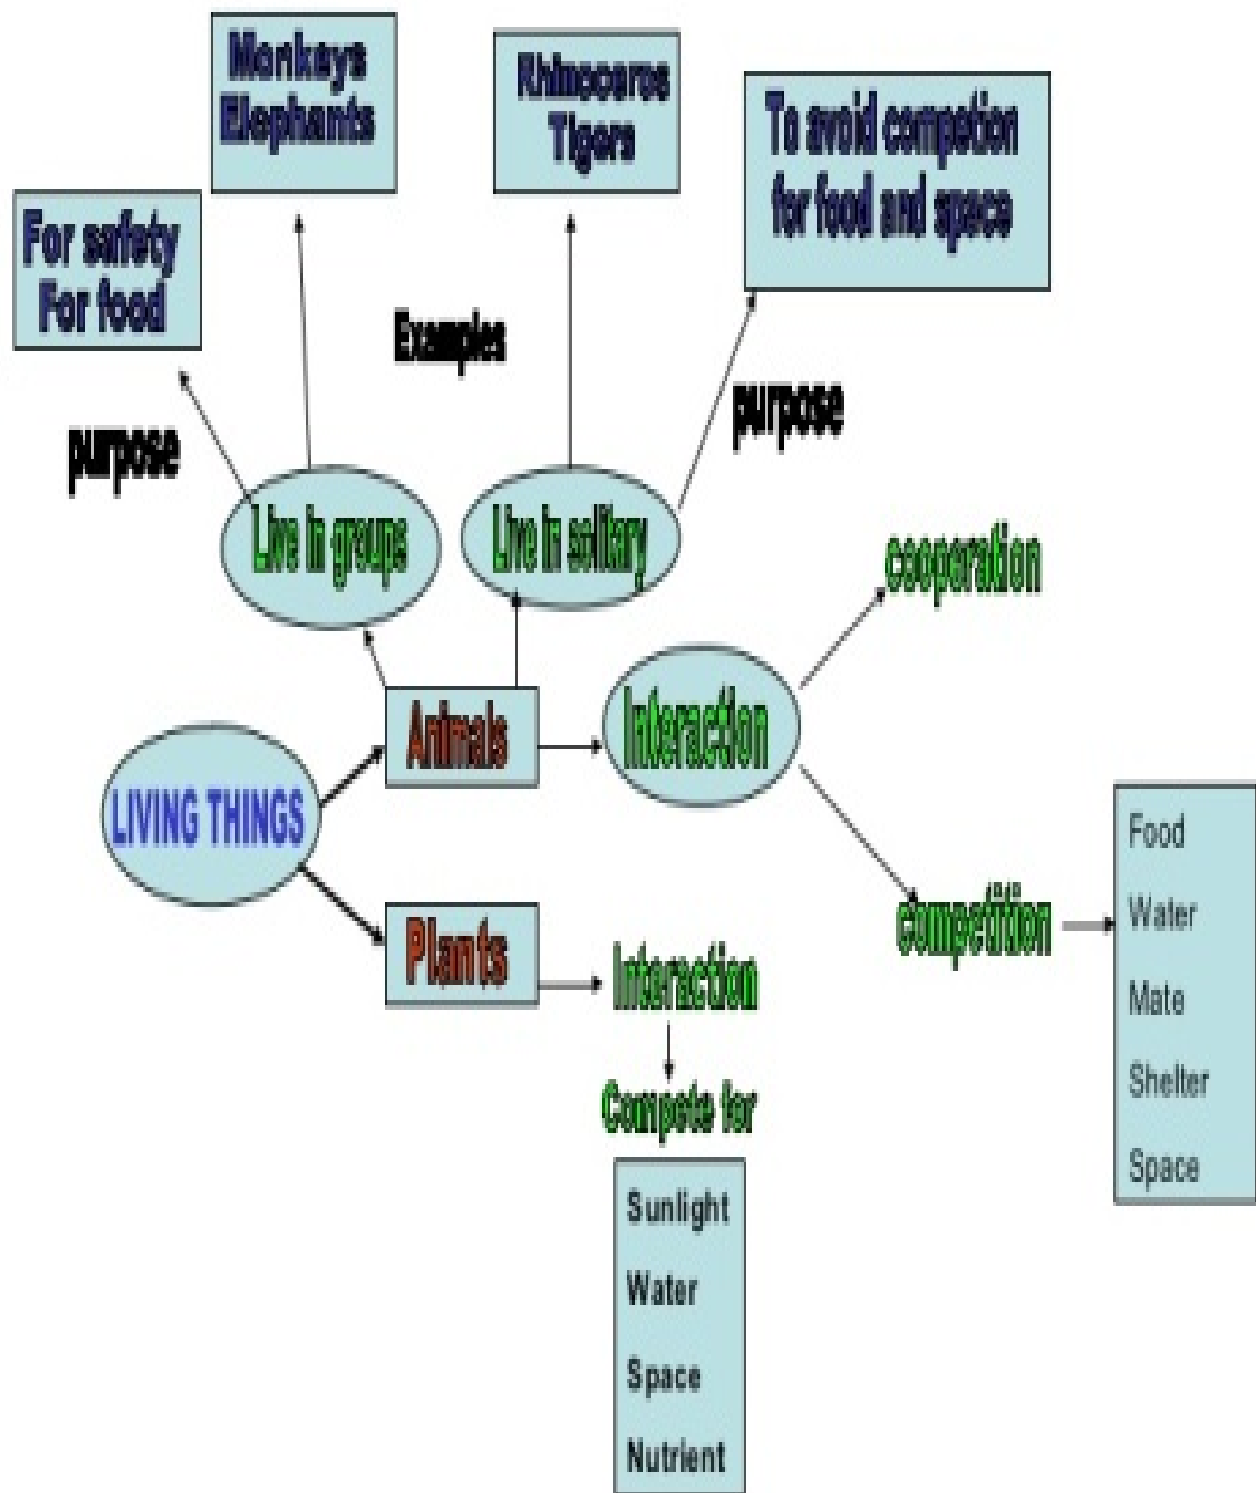 Monkeys
Elephants
Rhinoceros
Tigers
To avoid competion
for food and space
For safety
For food
Examples
purpose
purpose
Live in groups
Live in solitary
cooperation
Animals
Interaction
LIVING THINGS
Food
Water
Mate
Shelter
Space
competition
Plants
Interaction
Compete for
Sunlight
Water
Space
Nutrient